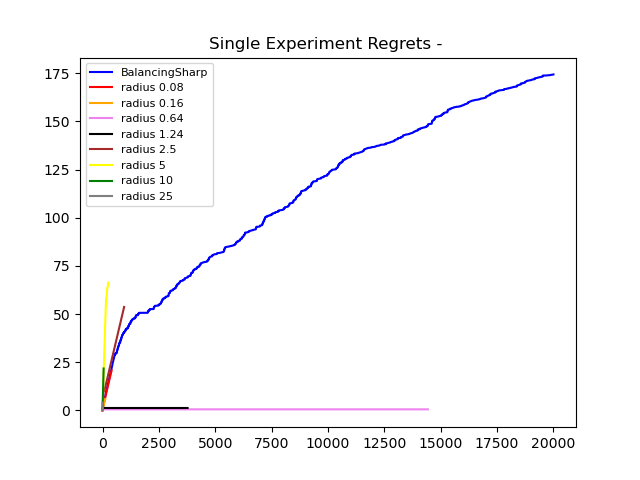 Single Experiment Regrets -
175
150
125
100
75
50
25
0
BalancingSharp
radius 0.08
radius 0.16
radius 0.64
radius 1.24
radius 2.5
radius 5
radius 10
radius 25
0 2500 5000 7500 10000 12500 15000 17500 20000